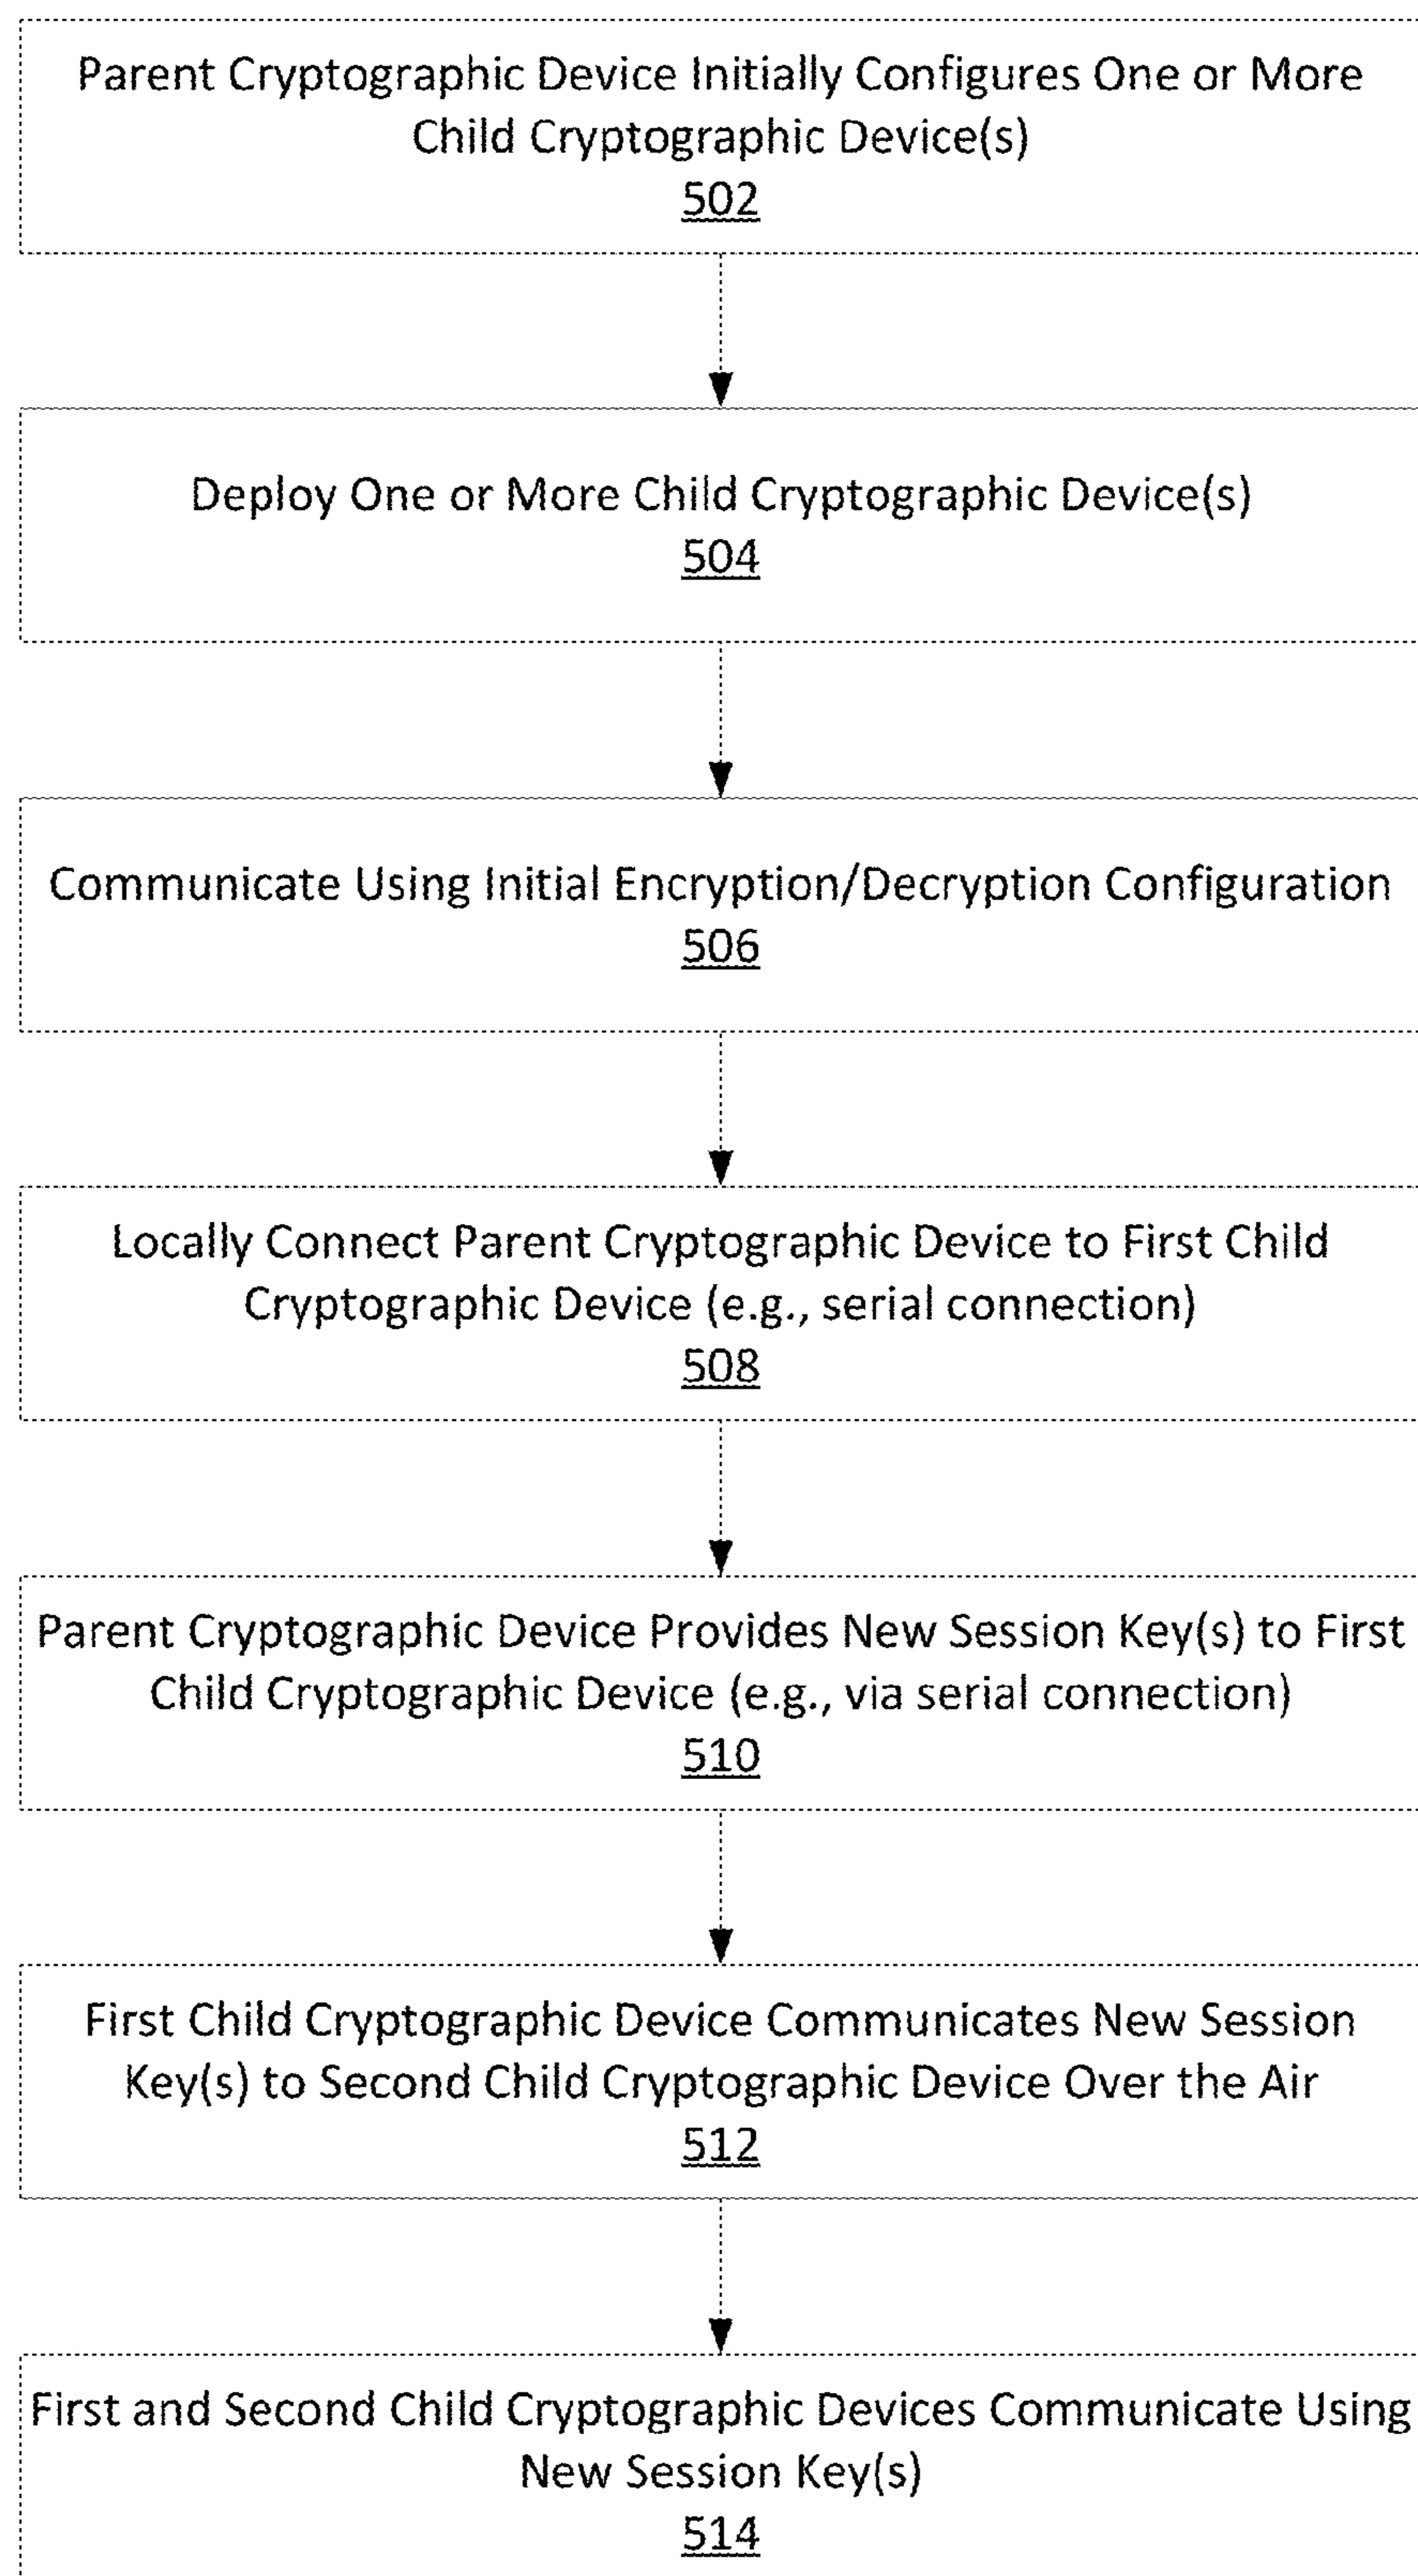 Parent Cryptographic Device Initially Configures One or More
Child Cryptographic Device(s)
502
Deploy One or More Child Cryptographic Device(s)
504
Communicate Using Initial Encryption/Decryption Configuration
506
Locally Connect Parent Cryptographic Device to First Child
Cryptographic Device (e.g., serial connection)
508
Parent Cryptographic Device Provides New Session Key(s) to First
Child Cryptographic Device (e.g., via serial connection)
510
First Child Cryptographic Device Communicates New Session
Key(s) to Second Child Cryptographic Device Over the Air
512
First and Second Child Cryptographic Devices Communicate Using
New Session Key(s)
514